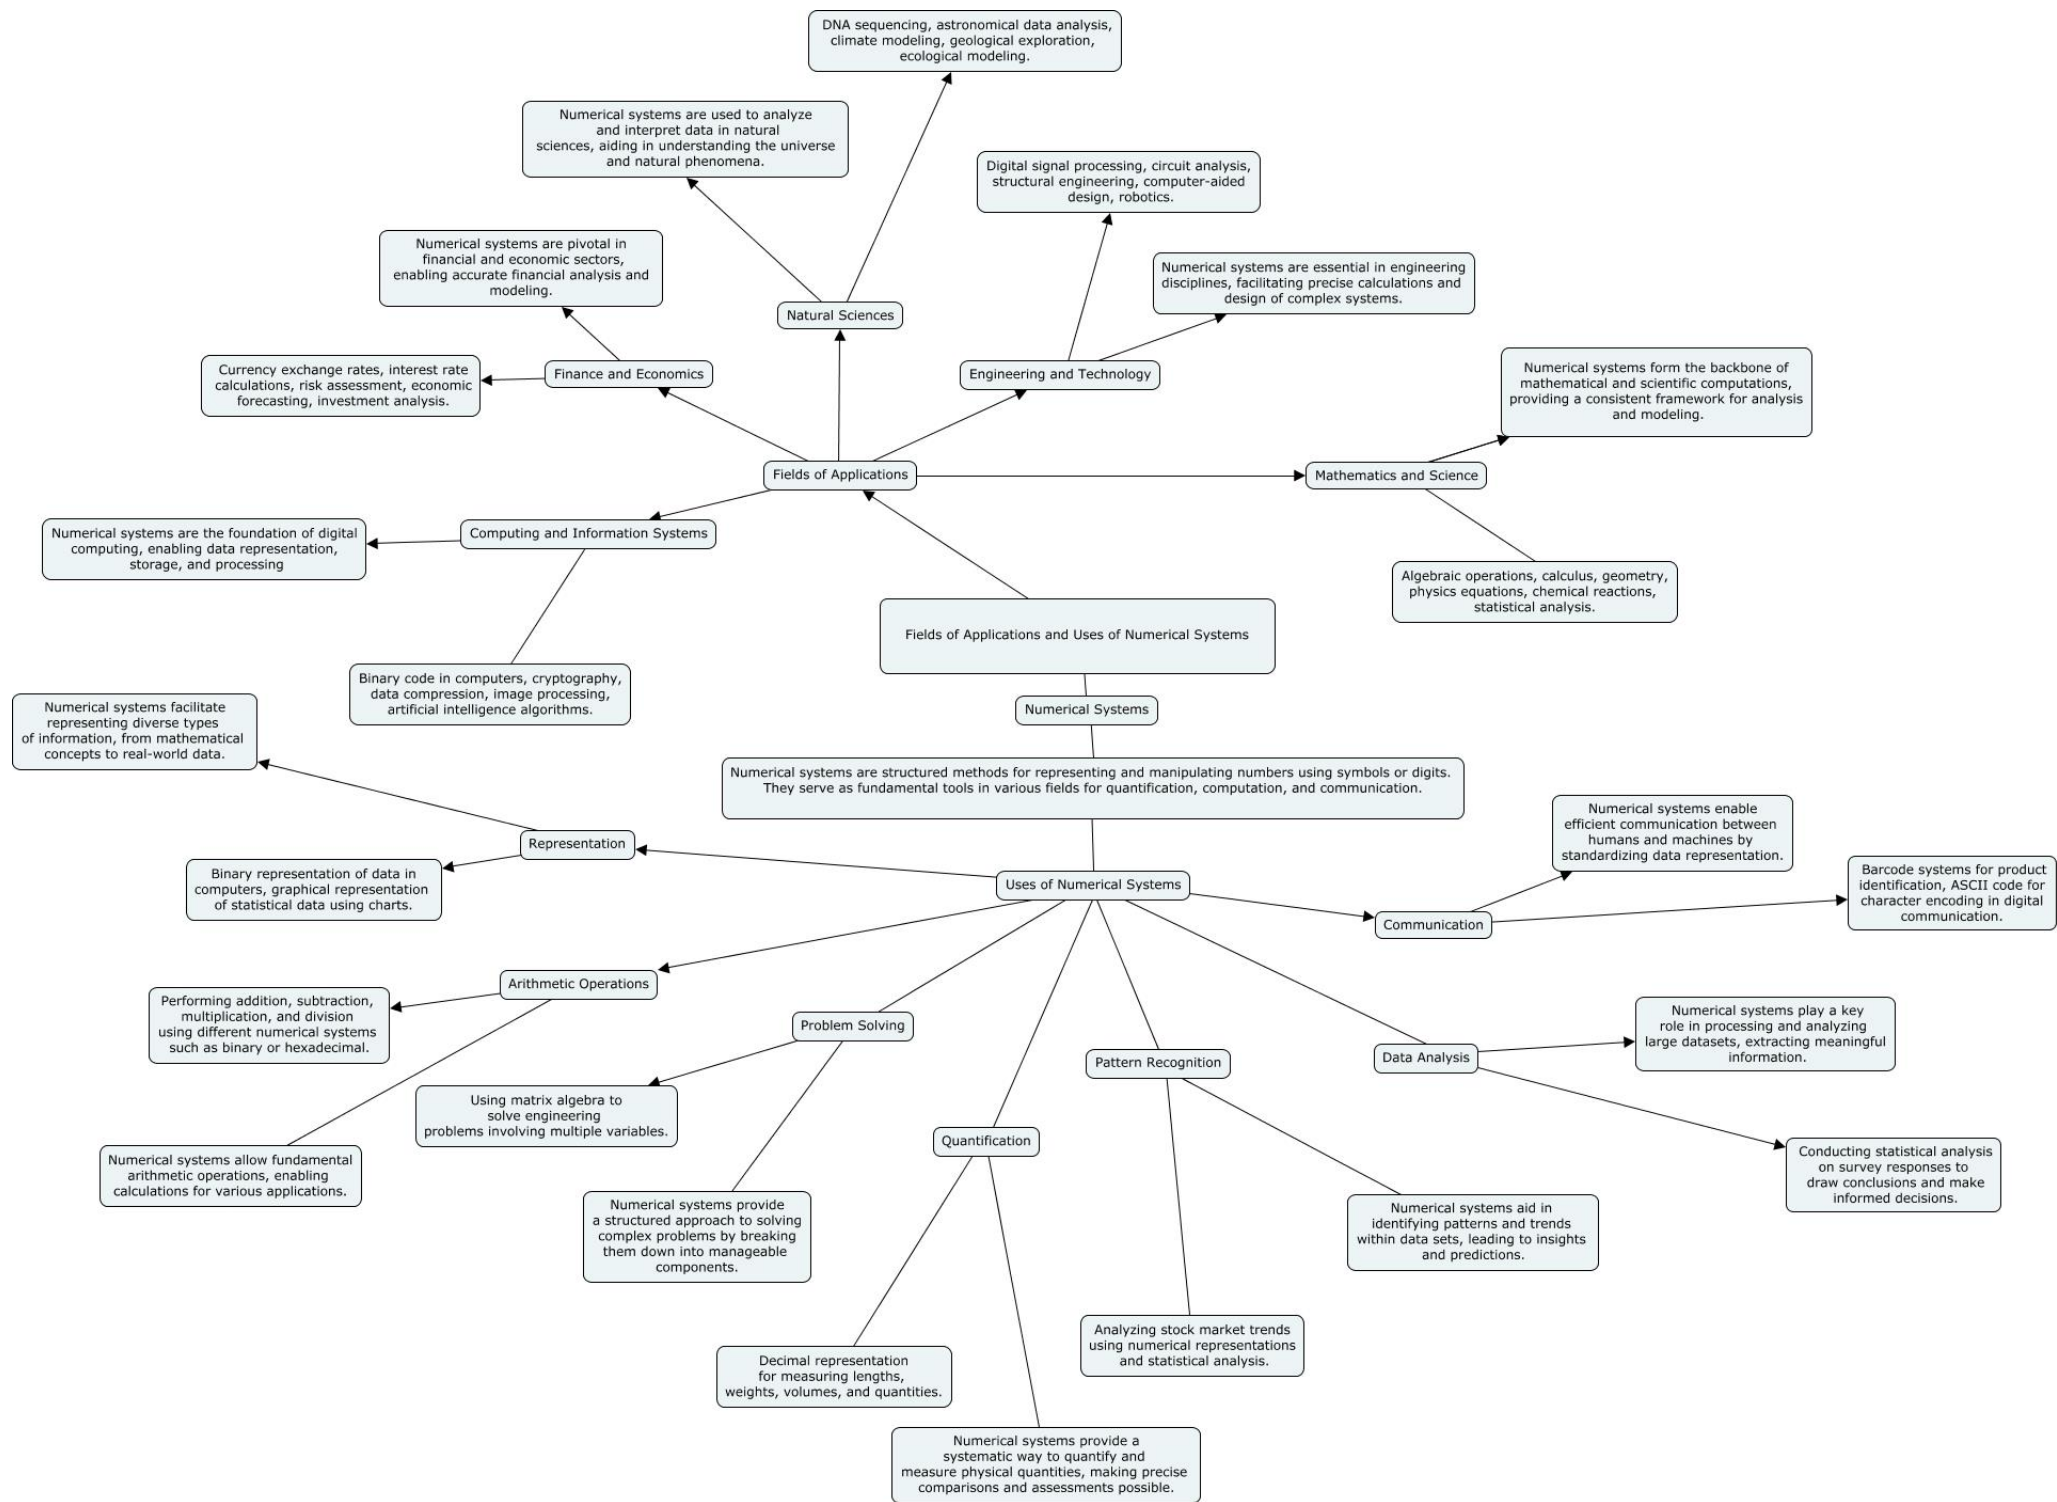 DNA sequencing, astronomical data analysis,
climate modeling, geological exploration,
ecological modeling.
Numerical systems are used to analyze
and interpret data in natural
sciences, aiding in understanding the universe
and natural phenomena.
Digital signal processing, circuit analysis,
structural engineering, computer-aided
design, robotics.
Numerical systems are pivotal in
financial and economic sectors,
enabling accurate financial analysis and
modeling.
Numerical systems are essential in engineering
disciplines, facilitating precise calculations and
design of complex systems.
Natural Sciences
Currency exchange rates, interest rate
calculations, risk assessment, economic
forecasting, investment analysis.
Finance and Economics
Engineering and Technology
Numerical systems form the backbone of
mathematical and scientific computations,
providing a consistent framework for analysis
and modeling.
Fields of Applications
Mathematics and Science
Numerical systems are the foundation of digital
computing, enabling data representation,
storage, and processing
Computing and Information Systems
Algebraic operations, calculus, geometry,
physics equations, chemical reactions,
statistical analysis.
Fields of Applications and Uses of Numerical Systems
Binary code in computers, cryptography,
data compression, image processing,
artificial intelligence algorithms.
Numerical Systems
Numerical systems facilitate
representing diverse types
of information, from mathematical
concepts to real-world data.
Numerical systems are structured methods for representing and manipulating numbers using symbols or digits.
They serve as fundamental tools in various fields for quantification, computation, and communication.
Numerical systems enable
efficient communication between
humans and machines by
standardizing data representation.
Representation
Binary representation of data in
computers, graphical representation
of statistical data using charts.
Uses of Numerical Systems
Barcode systems for product
identification, ASCII code for
character encoding in digital
communication.
Communication
Arithmetic Operations
Performing addition, subtraction,
multiplication, and division
using different numerical systems
such as binary or hexadecimal.
Problem Solving
Numerical systems play a key
role in processing and analyzing
large datasets, extracting meaningful
information.
Pattern Recognition
Data Analysis
Using matrix algebra to
solve engineering
problems involving multiple variables.
Quantification
Numerical systems allow fundamental
arithmetic operations, enabling
calculations for various applications.
Conducting statistical analysis
on survey responses to
draw conclusions and make
informed decisions.
Numerical systems provide
a structured approach to solving
complex problems by breaking
them down into manageable
components.
Numerical systems aid in
identifying patterns and trends
within data sets, leading to insights
and predictions.
Analyzing stock market trends
using numerical representations
and statistical analysis.
Decimal representation
for measuring lengths,
weights, volumes, and quantities.
Numerical systems provide a
systematic way to quantify and
measure physical quantities, making precise
comparisons and assessments possible.